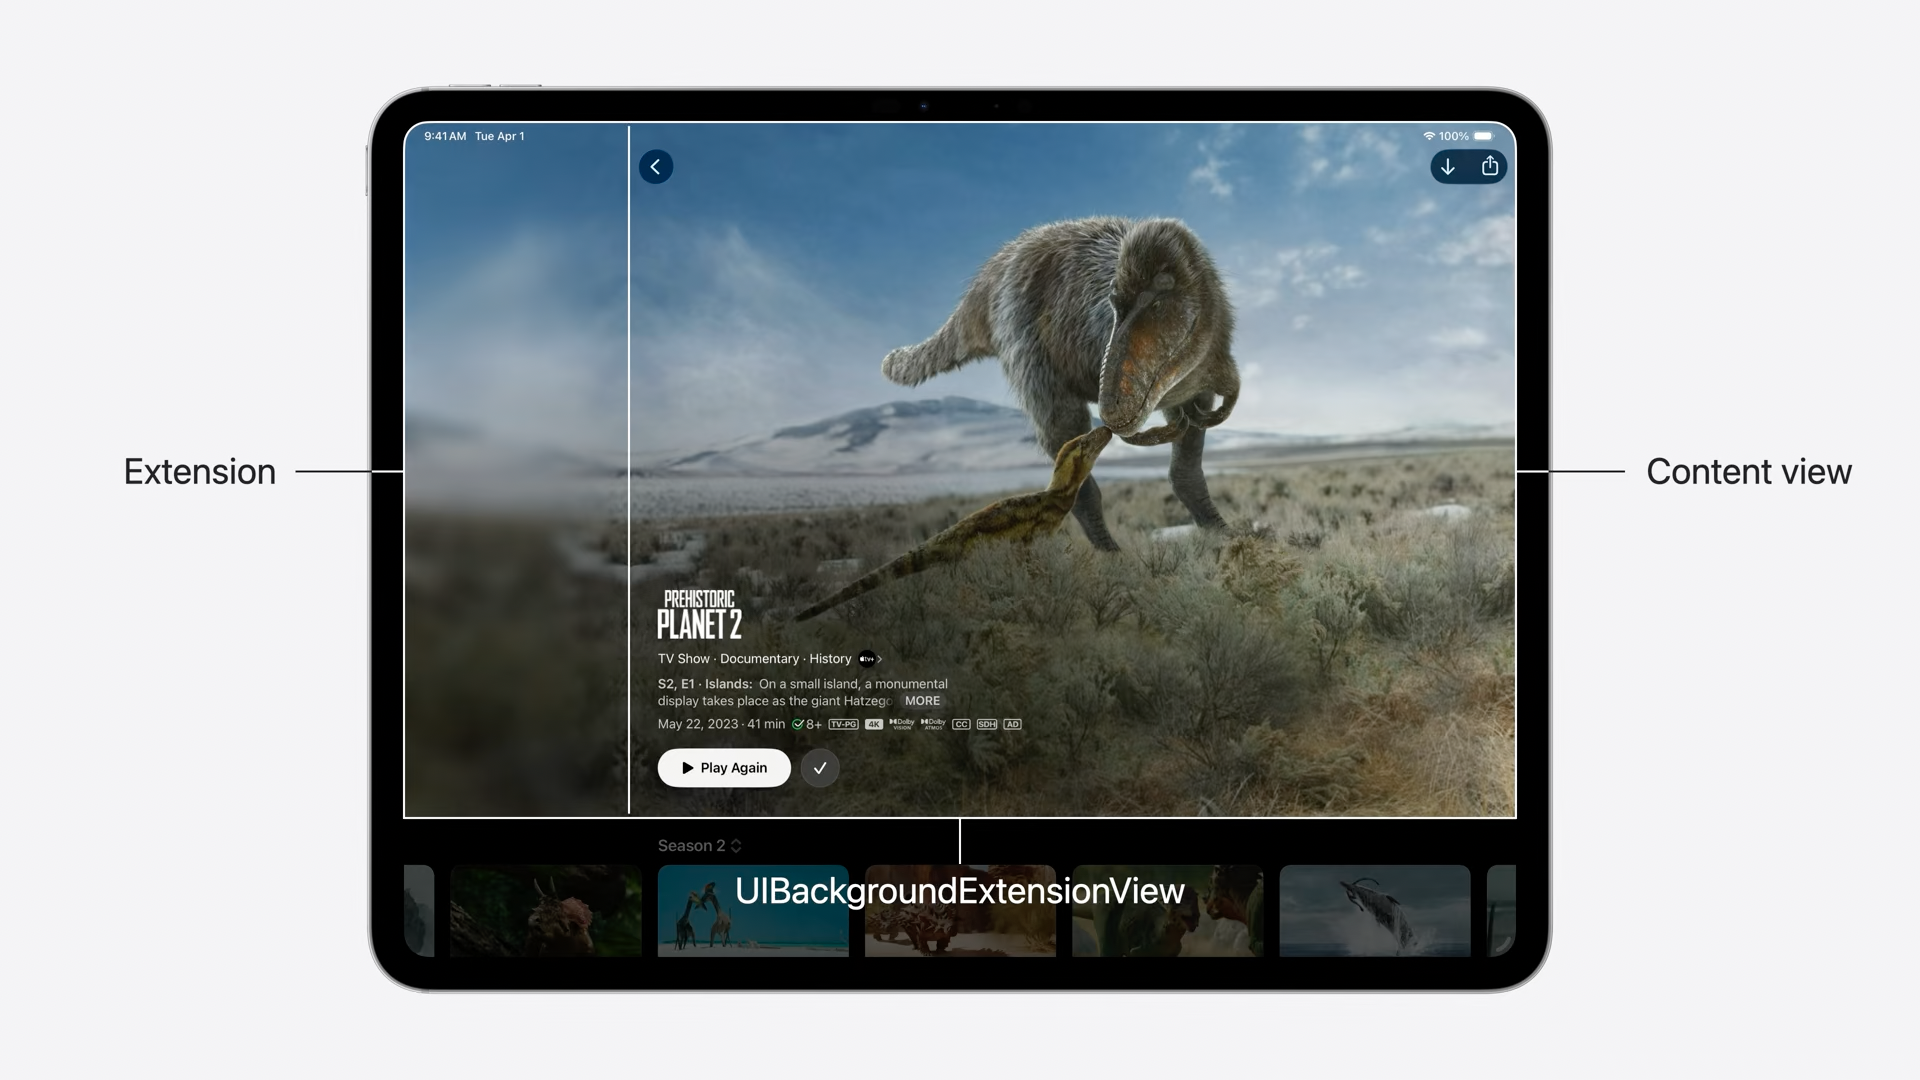 9:41 AM Tue Apr 1
100%
Extension
Content view
PREHISTORIC
PLANET 2
TV Show · Documentary · History tv+
S2, E1 · Islands: On a small island, a monumental
display takes place as the giant Hatzego MORE
May 22, 2023 · 41 min 8+ TV-PG 4K Dolby VISION Dolby ATMOS CC SDH AD
Play Again
Season 2
UIBackgroundExtensionView